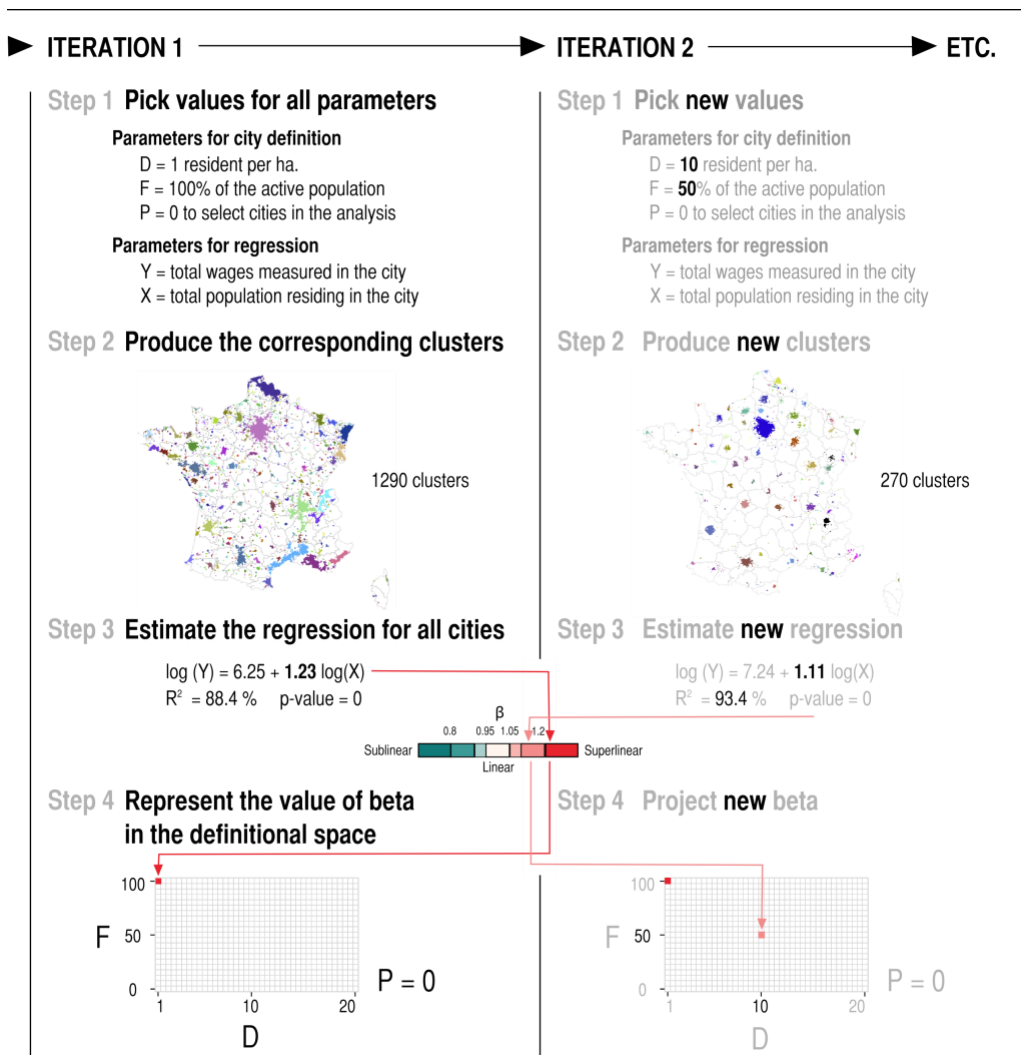 ITERATION 1
ITERATION 2
ETC.
Step 1 Pick values for all parameters
Parameters for city definition
D = 1 resident per ha.
F = 100% of the active population
P = 0 to select cities in the analysis
Parameters for regression
Y = total wages measured in the city
X = total population residing in the city
Step 2 Produce the corresponding clusters
1290 clusters
Step 3 Estimate the regression for all cities
log (Y) = 6.25 + 1.23 log(X)
R² = 88.4 % p-value = 0
Step 1 Pick new values
Parameters for city definition
D = 10 resident per ha.
F = 50% of the active population
P = 0 to select cities in the analysis
Parameters for regression
Y = total wages measured in the city
X = total population residing in the city
Step 2 Produce new clusters
270 clusters
Step 3 Estimate new regression
log (Y) = 7.24 + 1.11 log(X)
R² = 93.4 % p-value = 0
β
0.8 0.95 1.05 1.2
Sublinear Superlinear
Linear
Step 4 Represent the value of beta
in the definitional space
100
F 50
0
1 10 20
D
P = 0
Step 4 Project new beta
100
F 50
0
1 10 20
D
P = 0